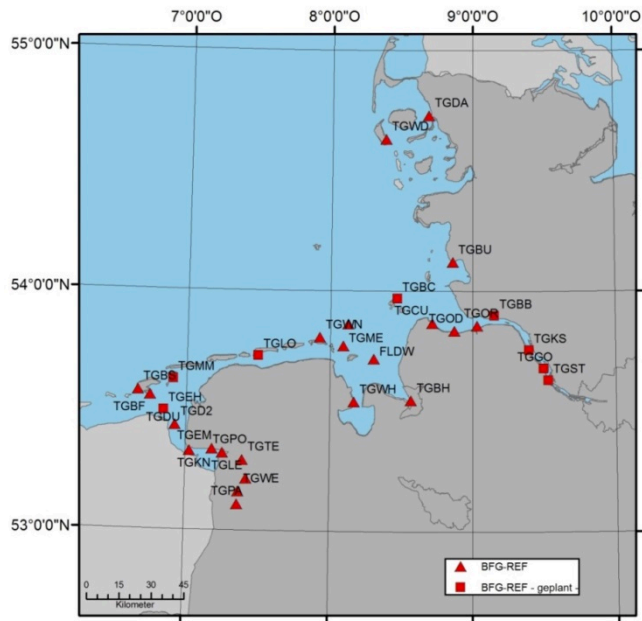 7°0'0"E 8°0'0"E 9°0'0"E 10°0'0"E
55°0'0"N
TGDA
TGWD
TGBU
54°0'0"N
TGBC
TGBB
TGCU
TGOD
TGWN
TGME
TGKS
TGLO
FLDW
TGGO
TGMM
TGST
TGBS
TGEH
TGWH
TGBH
TGBF
TGD2
TGDU
TGEM
TGPO
TGTE
TGKN
TGLE
TGWE
53°0'0"N
BFG-REF
BFG-REF - geplant -
0 15 30 45
Kilometer